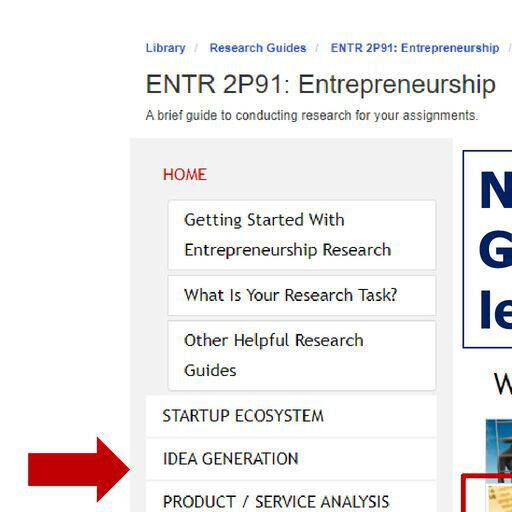 Library / Research Guides / ENTR 2P91: Entrepreneurship /
ENTR 2P91: Entrepreneurship
A brief guide to conducting research for your assignments.
HOME
Getting Started With
Entrepreneurship Research
What Is Your Research Task?
Other Helpful Research
Guides
STARTUP ECOSYSTEM
IDEA GENERATION
PRODUCT / SERVICE ANALYSIS